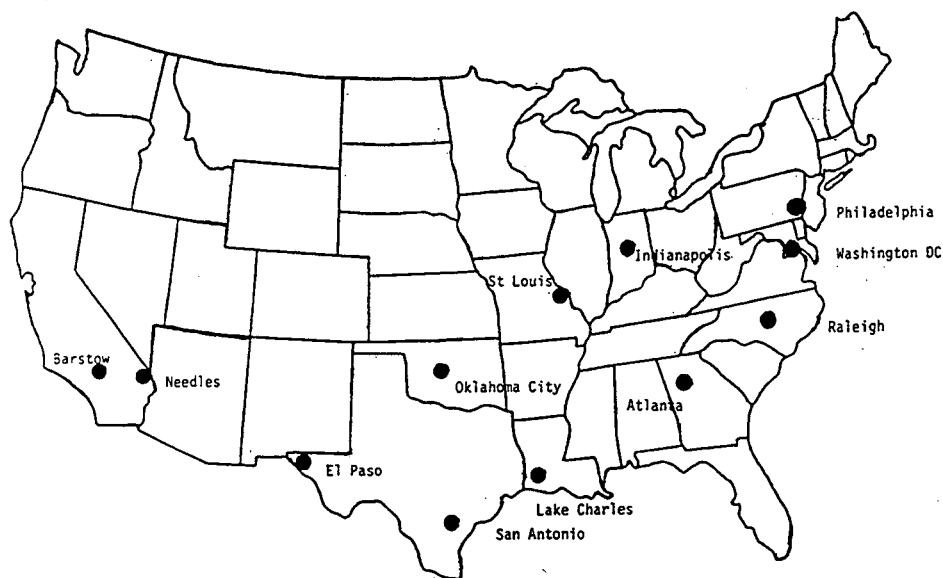 Philadelphia
Washington DC
Indianapolis
St Louis
Raleigh
Barstow
Needles
Oklahoma City
Atlanta
El Paso
Lake Charles
San Antonio